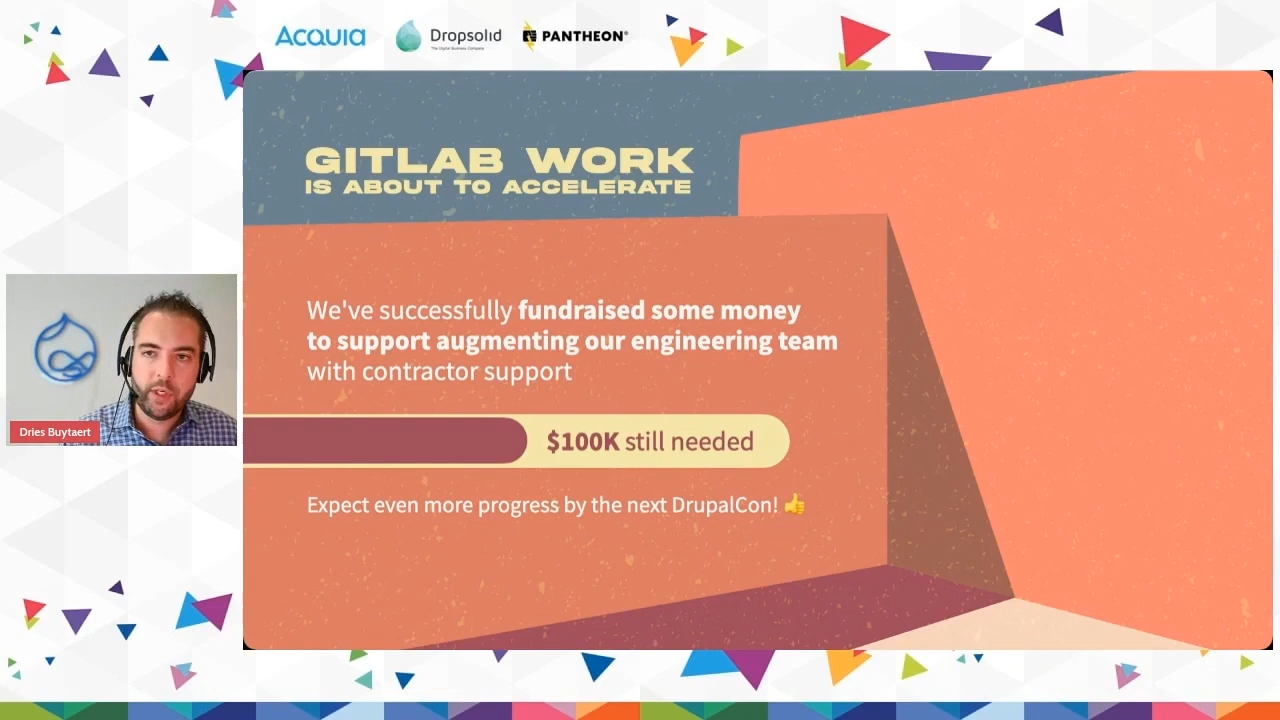 ACQUIA
Dropsolid
The Digital Business Company
PANTHEON
GITLAB WORK
IS ABOUT TO ACCELERATE
We've successfully fundraised some money
to support augmenting our engineering team
with contractor support
$100K still needed
Expect even more progress by the next DrupalCon! 👍
Dries Buytaert